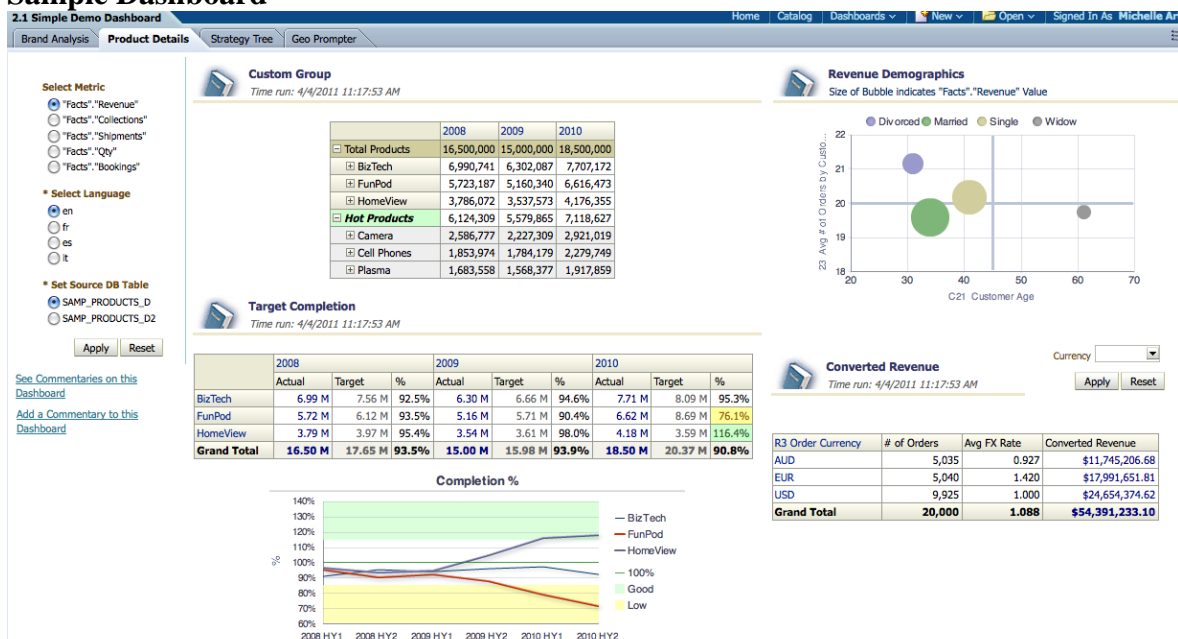 Sample Dashboard
2.1 Simple Demo Dashboard
Home Catalog Dashboards New Open Signed In As Michelle Ar
Brand Analysis Product Details Strategy Tree Geo Prompter
Select Metric
"Facts"."Revenue"
"Facts"."Collections"
"Facts"."Shipments"
"Facts"."Qty"
"Facts"."Bookings"
* Select Language
en
fr
es
it
* Set Source DB Table
SAMP_PRODUCTS_D
SAMP_PRODUCTS_D2
Apply Reset
See Commentaries on this
Dashboard
Add a Commentary to this
Dashboard
Custom Group
Time run: 4/4/2011 11:17:53 AM
2008 2009 2010
Total Products 16,500,000 15,000,000 18,500,000
BizTech 6,990,741 6,302,087 7,707,172
FunPod 5,723,187 5,160,340 6,616,473
HomeView 3,786,072 3,537,573 4,176,355
Hot Products 6,124,309 5,579,865 7,118,627
Camera 2,586,777 2,227,309 2,921,019
Cell Phones 1,853,974 1,784,179 2,279,749
Plasma 1,683,558 1,568,377 1,917,859
Target Completion
Time run: 4/4/2011 11:17:53 AM
2008 2009 2010
Actual Target % Actual Target % Actual Target %
BizTech 6.99 M 7.56 M 92.5% 6.30 M 6.66 M 94.6% 7.71 M 8.09 M 95.3%
FunPod 5.72 M 6.12 M 93.5% 5.16 M 5.71 M 90.4% 6.62 M 8.69 M 76.1%
HomeView 3.79 M 3.97 M 95.4% 3.54 M 3.61 M 98.0% 4.18 M 3.59 M 116.4%
Grand Total 16.50 M 17.65 M 93.5% 15.00 M 15.98 M 93.9% 18.50 M 20.37 M 90.8%
Completion %
140%
130%
120%
110%
100%
90%
80%
70%
60%
%
2008 HY1 2008 HY2 2009 HY1 2009 HY2 2010 HY1 2010 HY2
BizTech
FunPod
HomeView
100%
Good
Low
Revenue Demographics
Size of Bubble indicates "Facts"."Revenue" Value
Divorced Married Single Widow
23 Avg # of Orders by Custo...
22
21
20
19
18
20 30 40 50 60 70
C21 Customer Age
Currency
Converted Revenue
Time run: 4/4/2011 11:17:53 AM
Apply Reset
R3 Order Currency # of Orders Avg FX Rate Converted Revenue
AUD 5,035 0.927 $11,745,206.68
EUR 5,040 1.420 $17,991,651.81
USD 9,925 1.000 $24,654,374.62
Grand Total 20,000 1.088 $54,391,233.10